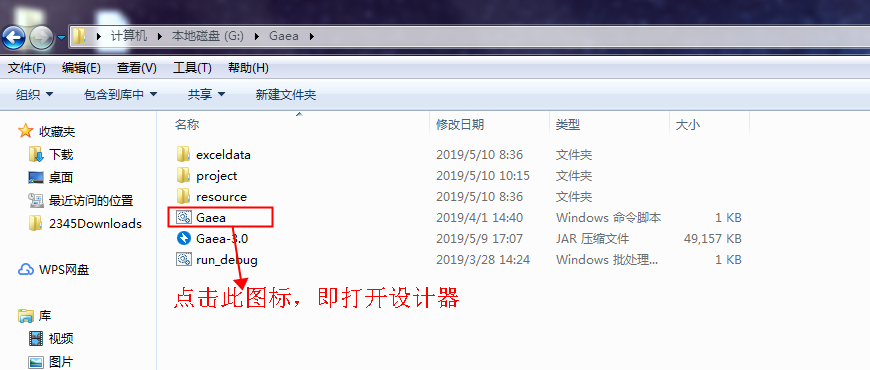 计算机 本地磁盘 (G:) Gaea
文件(F) 编辑(E) 查看(V) 工具(T) 帮助(H)
组织 包含到库中 共享 新建文件夹
收藏夹
下载
桌面
最近访问的位置
2345Downloads
WPS网盘
库
视频
图片
名称 修改日期 类型 大小
exceldata 2019/5/10 8:36 文件夹
project 2019/5/10 10:15 文件夹
resource 2019/5/10 8:36 文件夹
Gaea 2019/4/1 14:40 Windows 命令脚本 1 KB
Gaea-3.0 2019/5/9 17:07 JAR 压缩文件 49,157 KB
run_debug 2019/3/28 14:24 Windows 批处理... 1 KB
点击此图标，即打开设计器